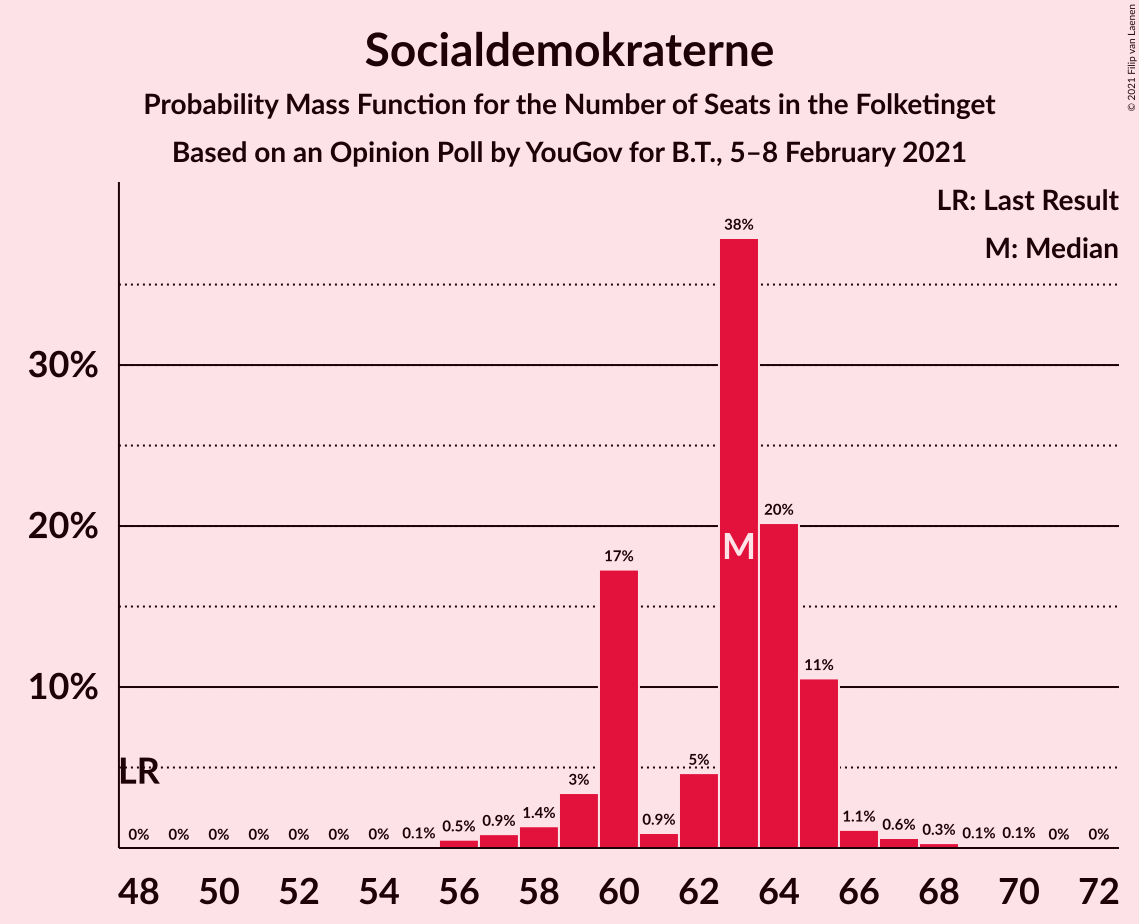 Socialdemokraterne
Probability Mass Function for the Number of Seats in the Folketinget
Based on an Opinion Poll by YouGov for B.T., 5–8 February 2021
© 2021 Filip van Laenen
LR: Last Result
M: Median
38%
30%
20%
20%
M
17%
11%
10%
5%
LR
3%
0% 0% 0% 0% 0% 0% 0% 0.1% 0.5% 0.9% 1.4% 0.9% 1.1% 0.6% 0.3% 0.1% 0.1% 0% 0%
48 50 52 54 56 58 60 62 64 66 68 70 72